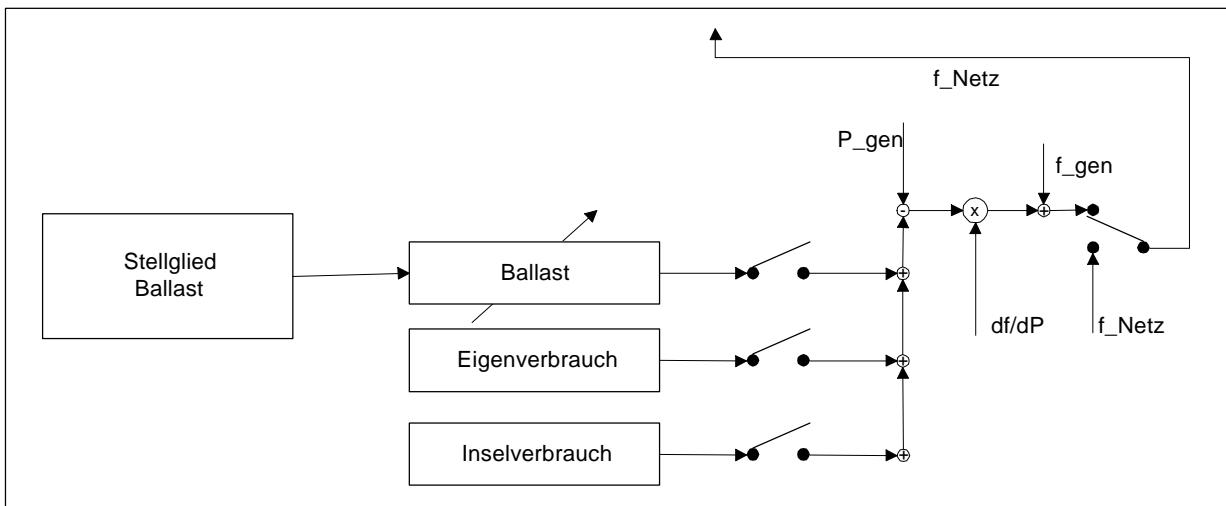 f_Netz
P_gen
f_gen
x
-
+
Stellglied
Ballast
Ballast
+
df/dP
f_Netz
Eigenverbrauch
+
Inselverbrauch
+